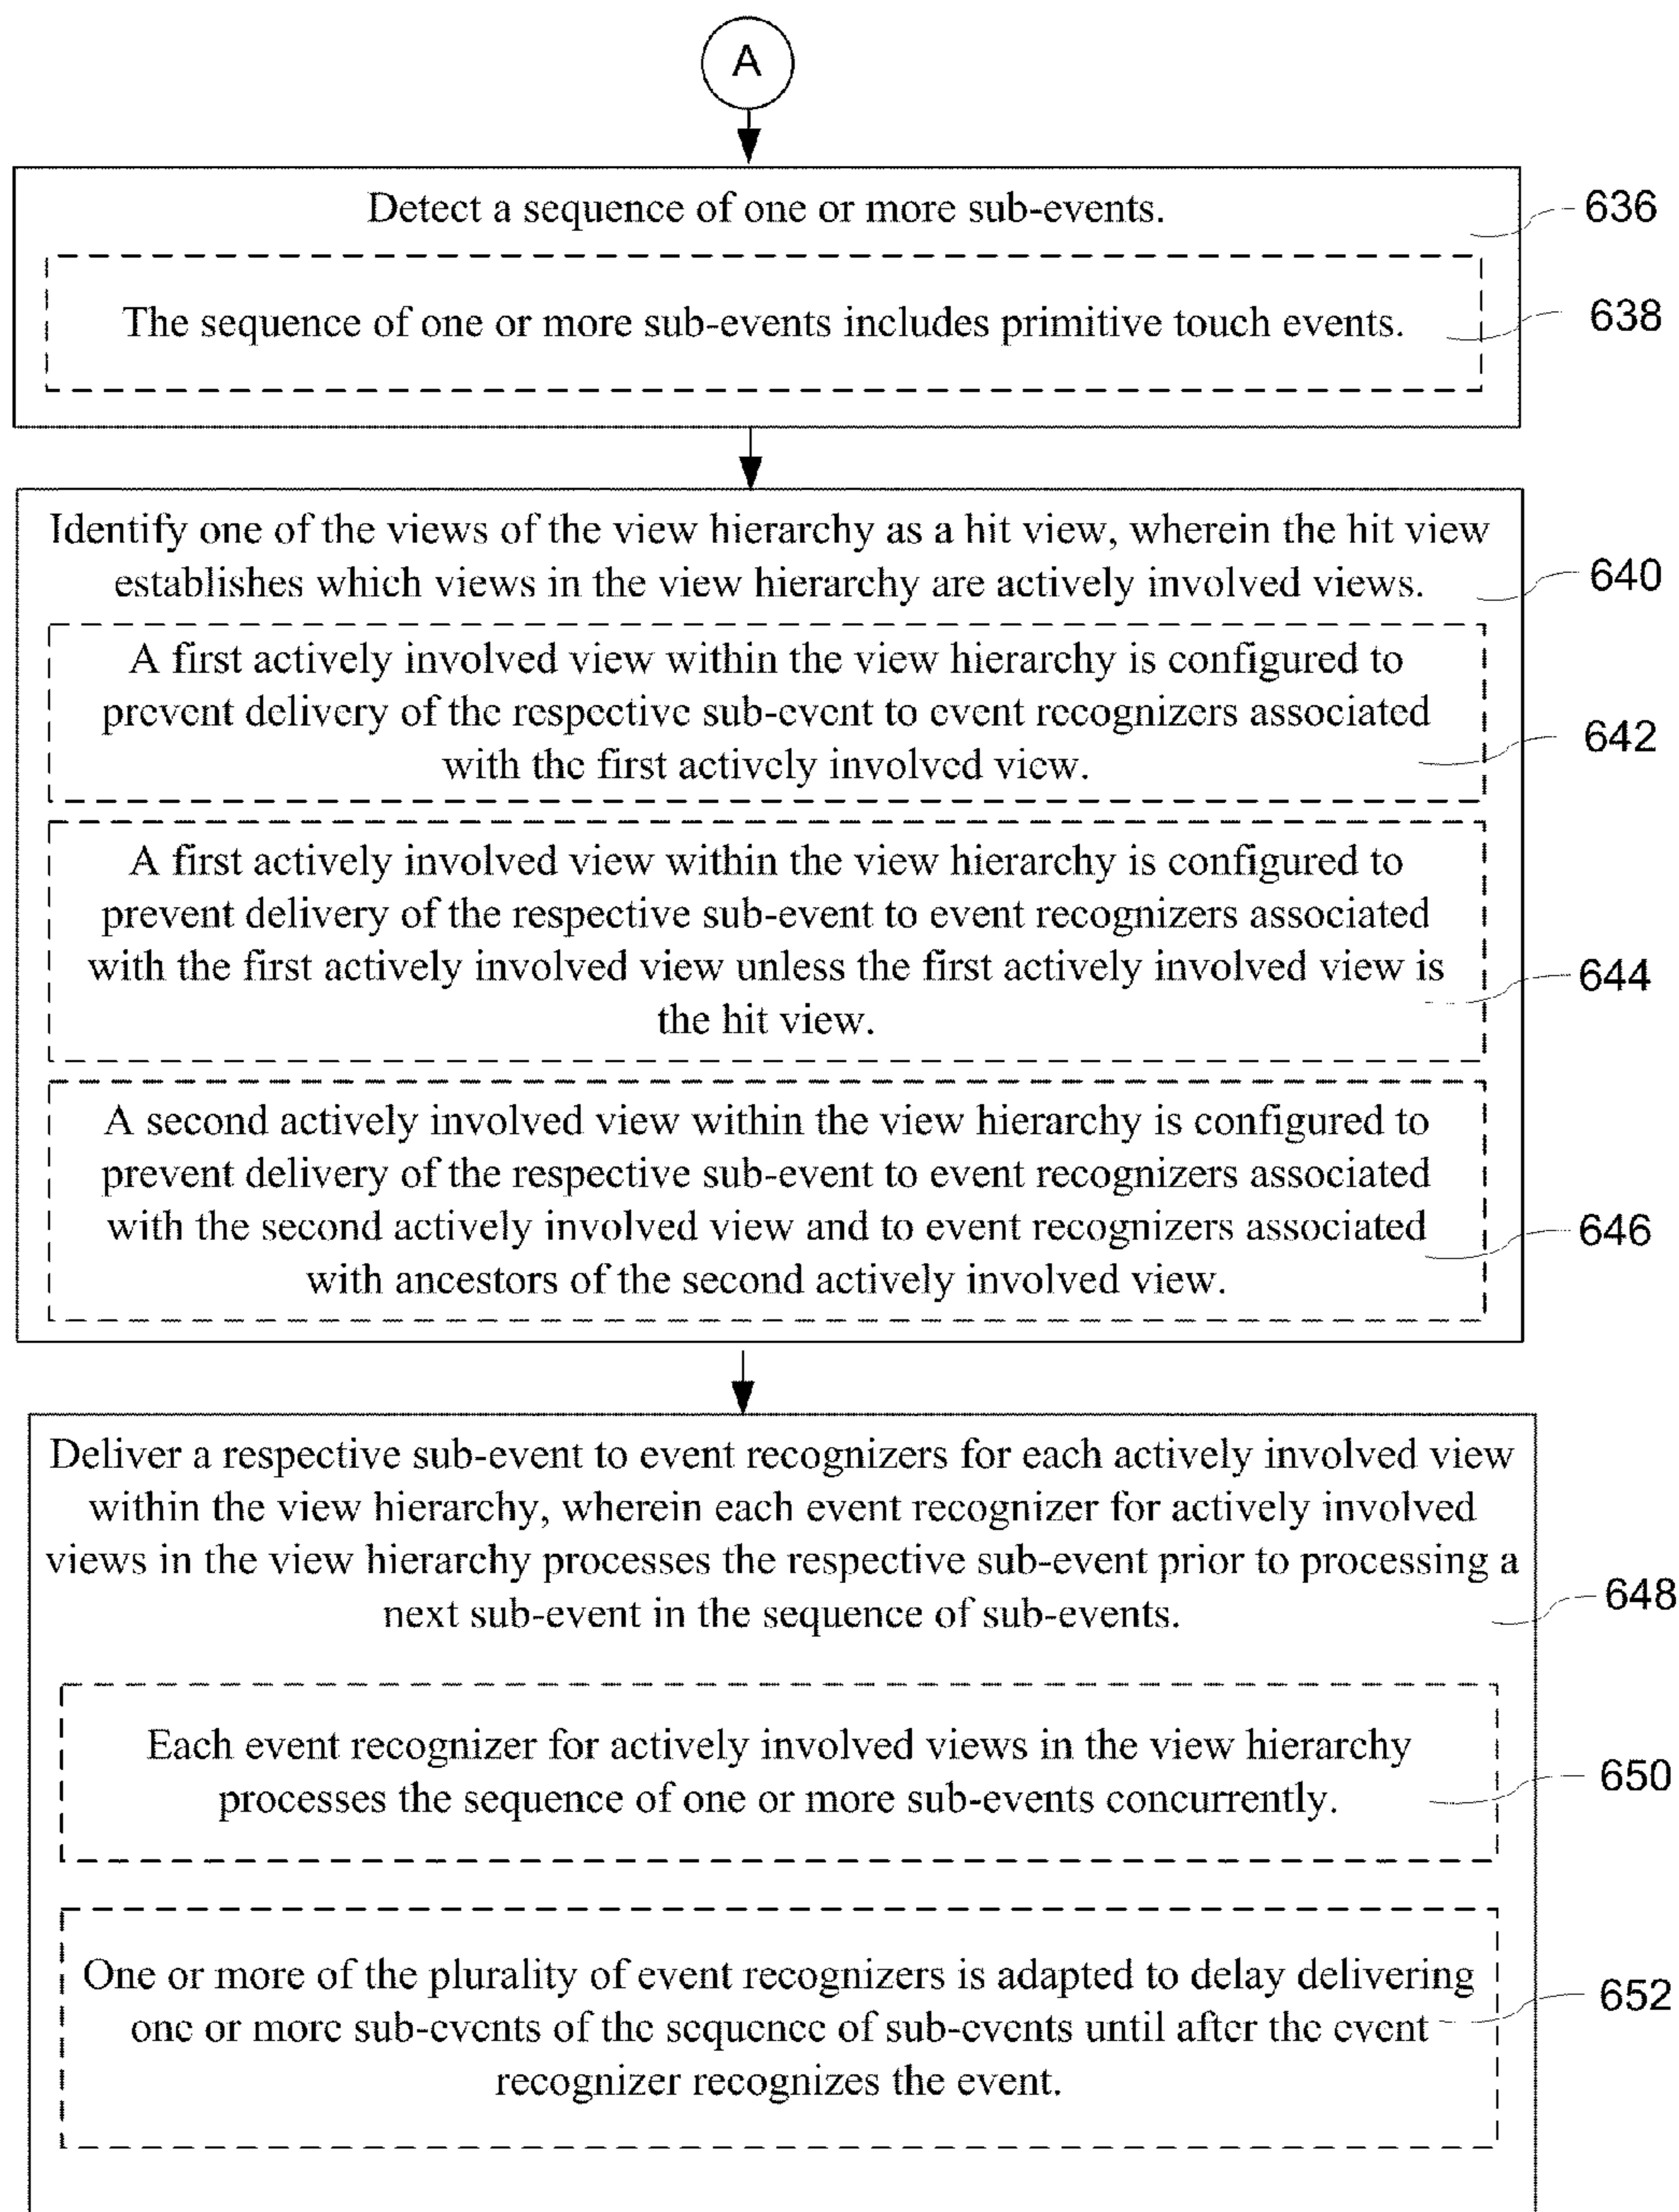 A
Detect a sequence of one or more sub-events.
636
The sequence of one or more sub-events includes primitive touch events.
638
Identify one of the views of the view hierarchy as a hit view, wherein the hit view
establishes which views in the view hierarchy are actively involved views.
640
A first actively involved view within the view hierarchy is configured to
prevent delivery of the respective sub-event to event recognizers associated
with the first actively involved view.
642
A first actively involved view within the view hierarchy is configured to
prevent delivery of the respective sub-event to event recognizers associated
with the first actively involved view unless the first actively involved view is
the hit view.
644
A second actively involved view within the view hierarchy is configured to
prevent delivery of the respective sub-event to event recognizers associated
with the second actively involved view and to event recognizers associated
with ancestors of the second actively involved view.
646
Deliver a respective sub-event to event recognizers for each actively involved view
within the view hierarchy, wherein each event recognizer for actively involved
views in the view hierarchy processes the respective sub-event prior to processing a
next sub-event in the sequence of sub-events.
648
Each event recognizer for actively involved views in the view hierarchy
processes the sequence of one or more sub-events concurrently.
650
One or more of the plurality of event recognizers is adapted to delay delivering
one or more sub-events of the sequence of sub-events until after the event
recognizer recognizes the event.
652